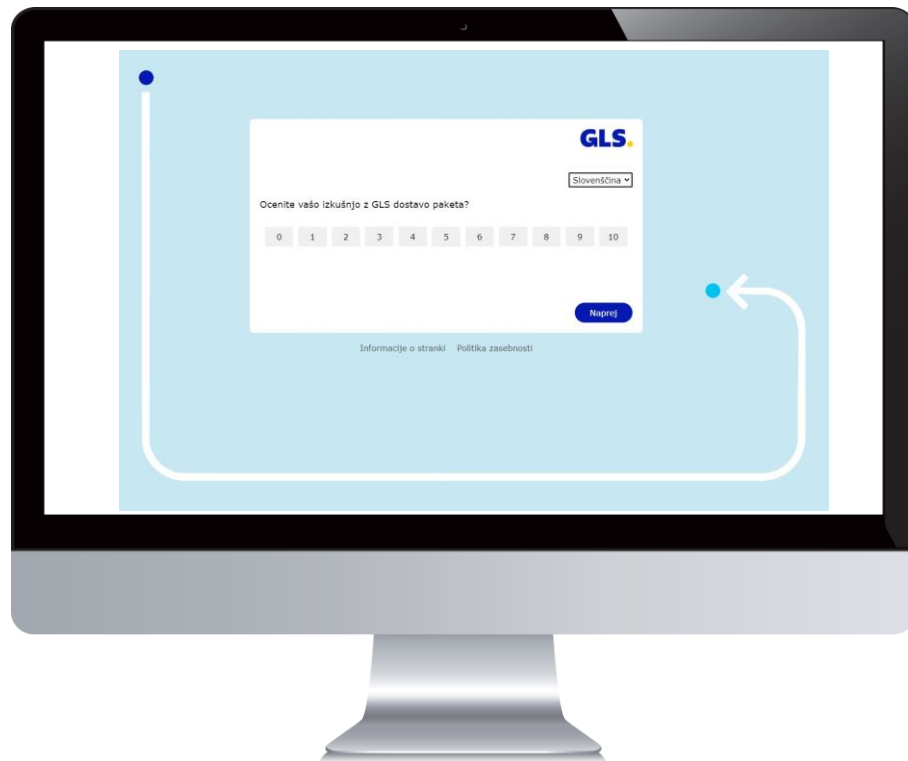 GLS.
Slovenščina
Ocenite vašo izkušnjo z GLS dostavo paketa?
0 1 2 3 4 5 6 7 8 9 10
Naprej
Informacije o stranki Politika zasebnosti